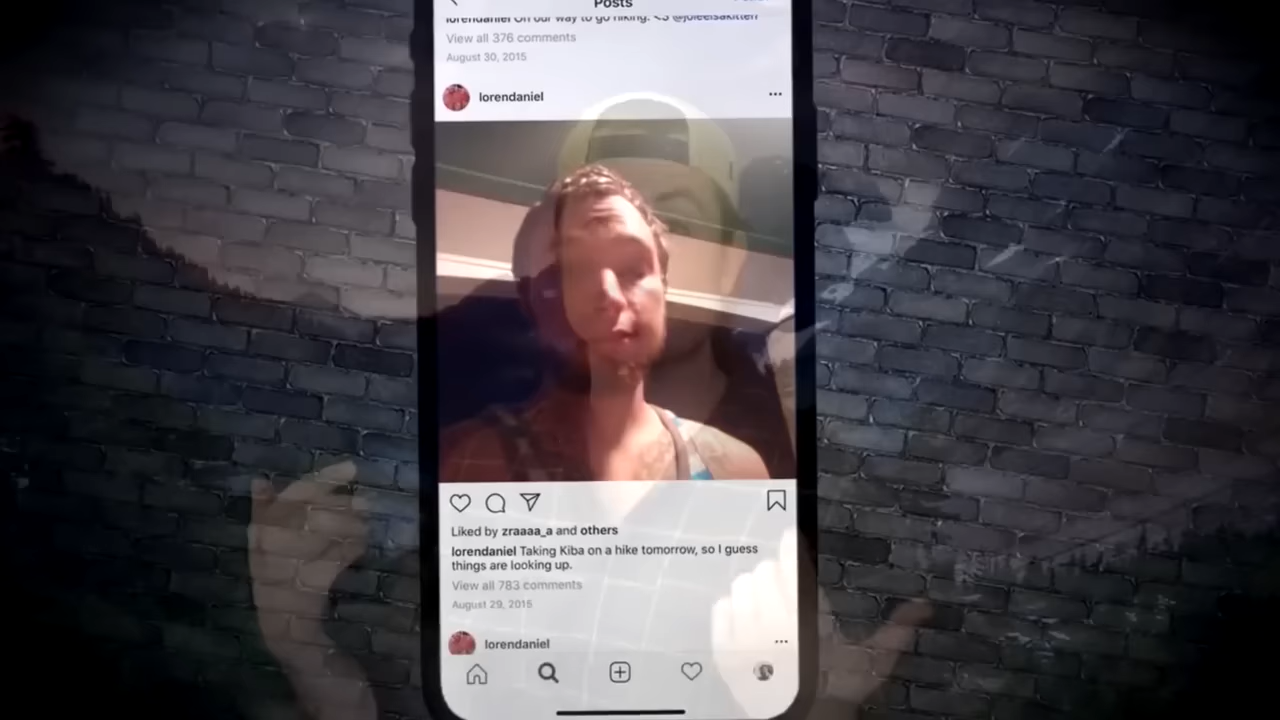 Posts
lorendaniel On our way to go hiking. <3 @joleeisakitten
View all 376 comments
August 30, 2015
lorendaniel
Liked by zraaaa_a and others
lorendaniel Taking Kiba on a hike tomorrow, so I guess
things are looking up.
View all 783 comments
August 29, 2015
lorendaniel